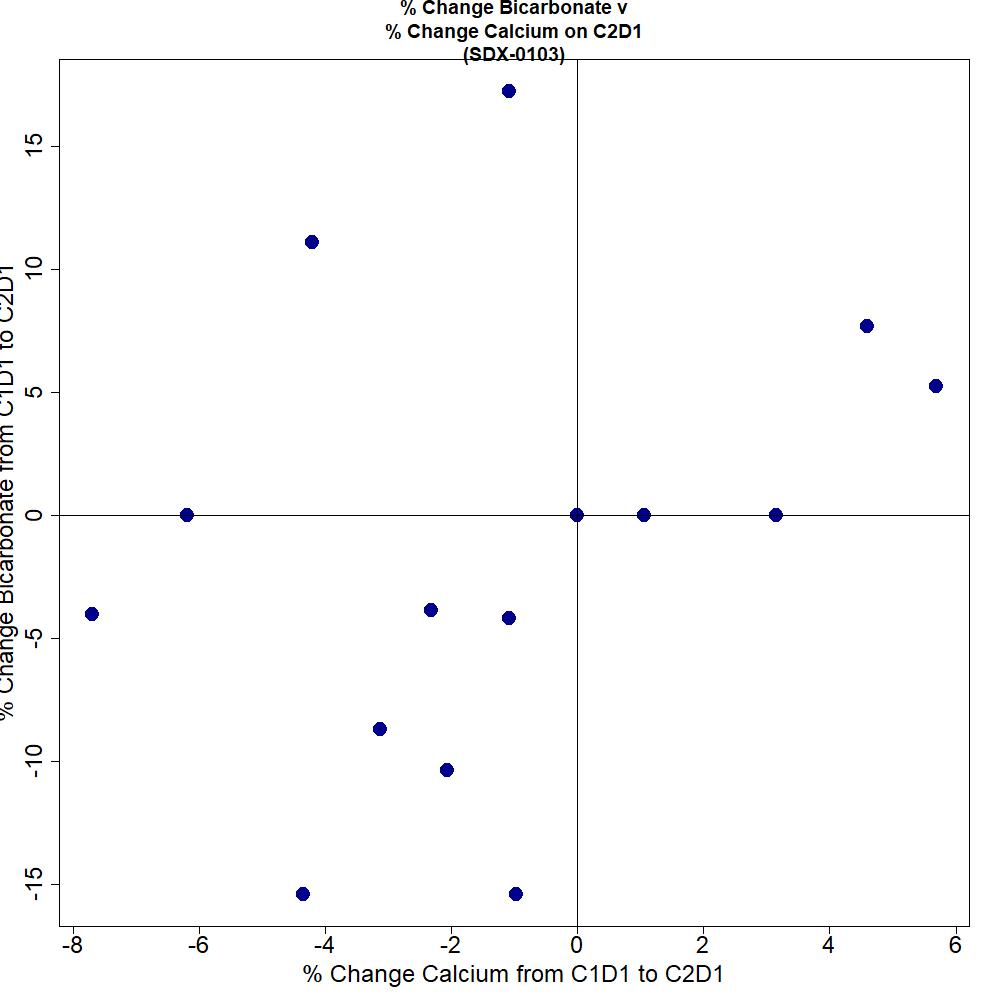 % Change Bicarbonate v
% Change Calcium on C2D1
(SDX-0103)
15
10
5
0
-5
-10
-15
% Change Bicarbonate from C1D1 to C2D1
-8 -6 -4 -2 0 2 4 6
% Change Calcium from C1D1 to C2D1